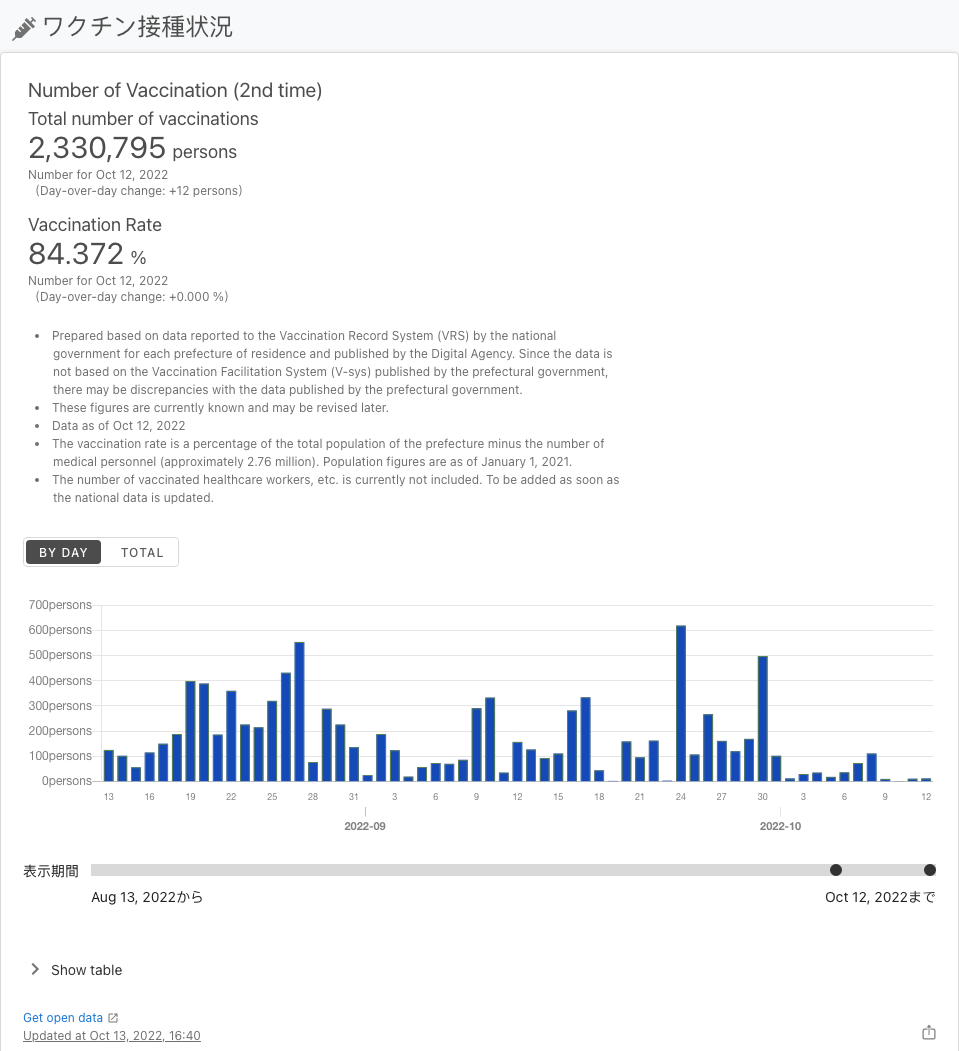 ワクチン接種状況
Number of Vaccination (2nd time)
Total number of vaccinations
2,330,795 persons
Number for Oct 12, 2022
(Day-over-day change: +12 persons)
Vaccination Rate
84.372 %
Number for Oct 12, 2022
(Day-over-day change: +0.000 %)
• Prepared based on data reported to the Vaccination Record System (VRS) by the national
government for each prefecture of residence and published by the Digital Agency. Since the data is
not based on the Vaccination Facilitation System (V-sys) published by the prefectural government,
there may be discrepancies with the data published by the prefectural government.
• These figures are currently known and may be revised later.
• Data as of Oct 12, 2022
• The vaccination rate is a percentage of the total population of the prefecture minus the number of
medical personnel (approximately 2.76 million). Population figures are as of January 1, 2021.
• The number of vaccinated healthcare workers, etc. is currently not included. To be added as soon as
the national data is updated.
BY DAY TOTAL
700persons
600persons
500persons
400persons
300persons
200persons
100persons
0persons
13 16 19 22 25 28 31 3 6 9 12 15 18 21 24 27 30 3 6 9 12
2022-09 2022-10
表示期間
Aug 13, 2022から Oct 12, 2022まで
Show table
Get open data
Updated at Oct 13, 2022, 16:40